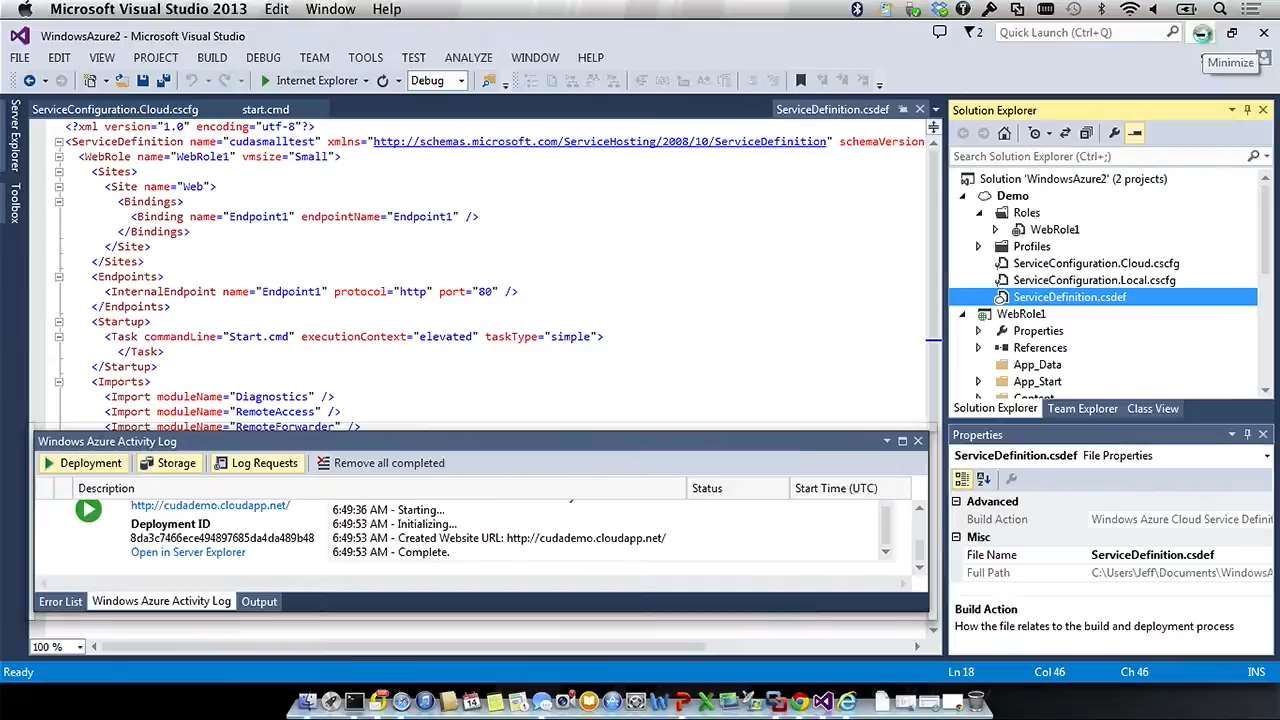 Microsoft Visual Studio 2013 Edit Window Help
WindowsAzure2 - Microsoft Visual Studio
Quick Launch (Ctrl+Q)
2
FILE EDIT VIEW PROJECT BUILD DEBUG TEAM TOOLS TEST ANALYZE WINDOW HELP
Minimize
Internet Explorer Debug
Server Explorer
Toolbox
ServiceConfiguration.Cloud.cscfg start.cmd ServiceDefinition.csdef
<?xml version="1.0" encoding="utf-8"?>
<ServiceDefinition name="cudasmalltest" xmlns="http://schemas.microsoft.com/ServiceHosting/2008/10/ServiceDefinition" schemaVersion
<WebRole name="WebRole1" vmsize="Small">
<Sites>
<Site name="Web">
<Bindings>
<Binding name="Endpoint1" endpointName="Endpoint1" />
</Bindings>
</Site>
</Sites>
<Endpoints>
<InternalEndpoint name="Endpoint1" protocol="http" port="80" />
</Endpoints>
<Startup>
<Task commandLine="Start.cmd" executionContext="elevated" taskType="simple">
</Task>
</Startup>
<Imports>
<Import moduleName="Diagnostics" />
<Import moduleName="RemoteAccess" />
<Import moduleName="RemoteForwarder" />
Windows Azure Activity Log
Deployment Storage Log Requests Remove all completed
Description Status Start Time (UTC)
http://cudademo.cloudapp.net/
Deployment ID
8da3c7466ece494897685da4da489b48
Open in Server Explorer
6:49:36 AM - Starting...
6:49:53 AM - Initializing...
6:49:53 AM - Created Website URL: http://cudademo.cloudapp.net/
6:49:53 AM - Complete.
Error List Windows Azure Activity Log Output
100 %
Solution Explorer
Search Solution Explorer (Ctrl+;)
Solution 'WindowsAzure2' (2 projects)
Demo
Roles
WebRole1
Profiles
ServiceConfiguration.Cloud.cscfg
ServiceConfiguration.Local.cscfg
ServiceDefinition.csdef
WebRole1
Properties
References
App_Data
App_Start
Solution Explorer Team Explorer Class View
Properties
ServiceDefinition.csdef File Properties
Advanced
Build Action Windows Azure Cloud Service Definit
Misc
File Name ServiceDefinition.csdef
Full Path C:\Users\Jeff\Documents\WindowsA
Build Action
How the file relates to the build and deployment process
Ready Ln 18 Col 46 Ch 46 INS
14